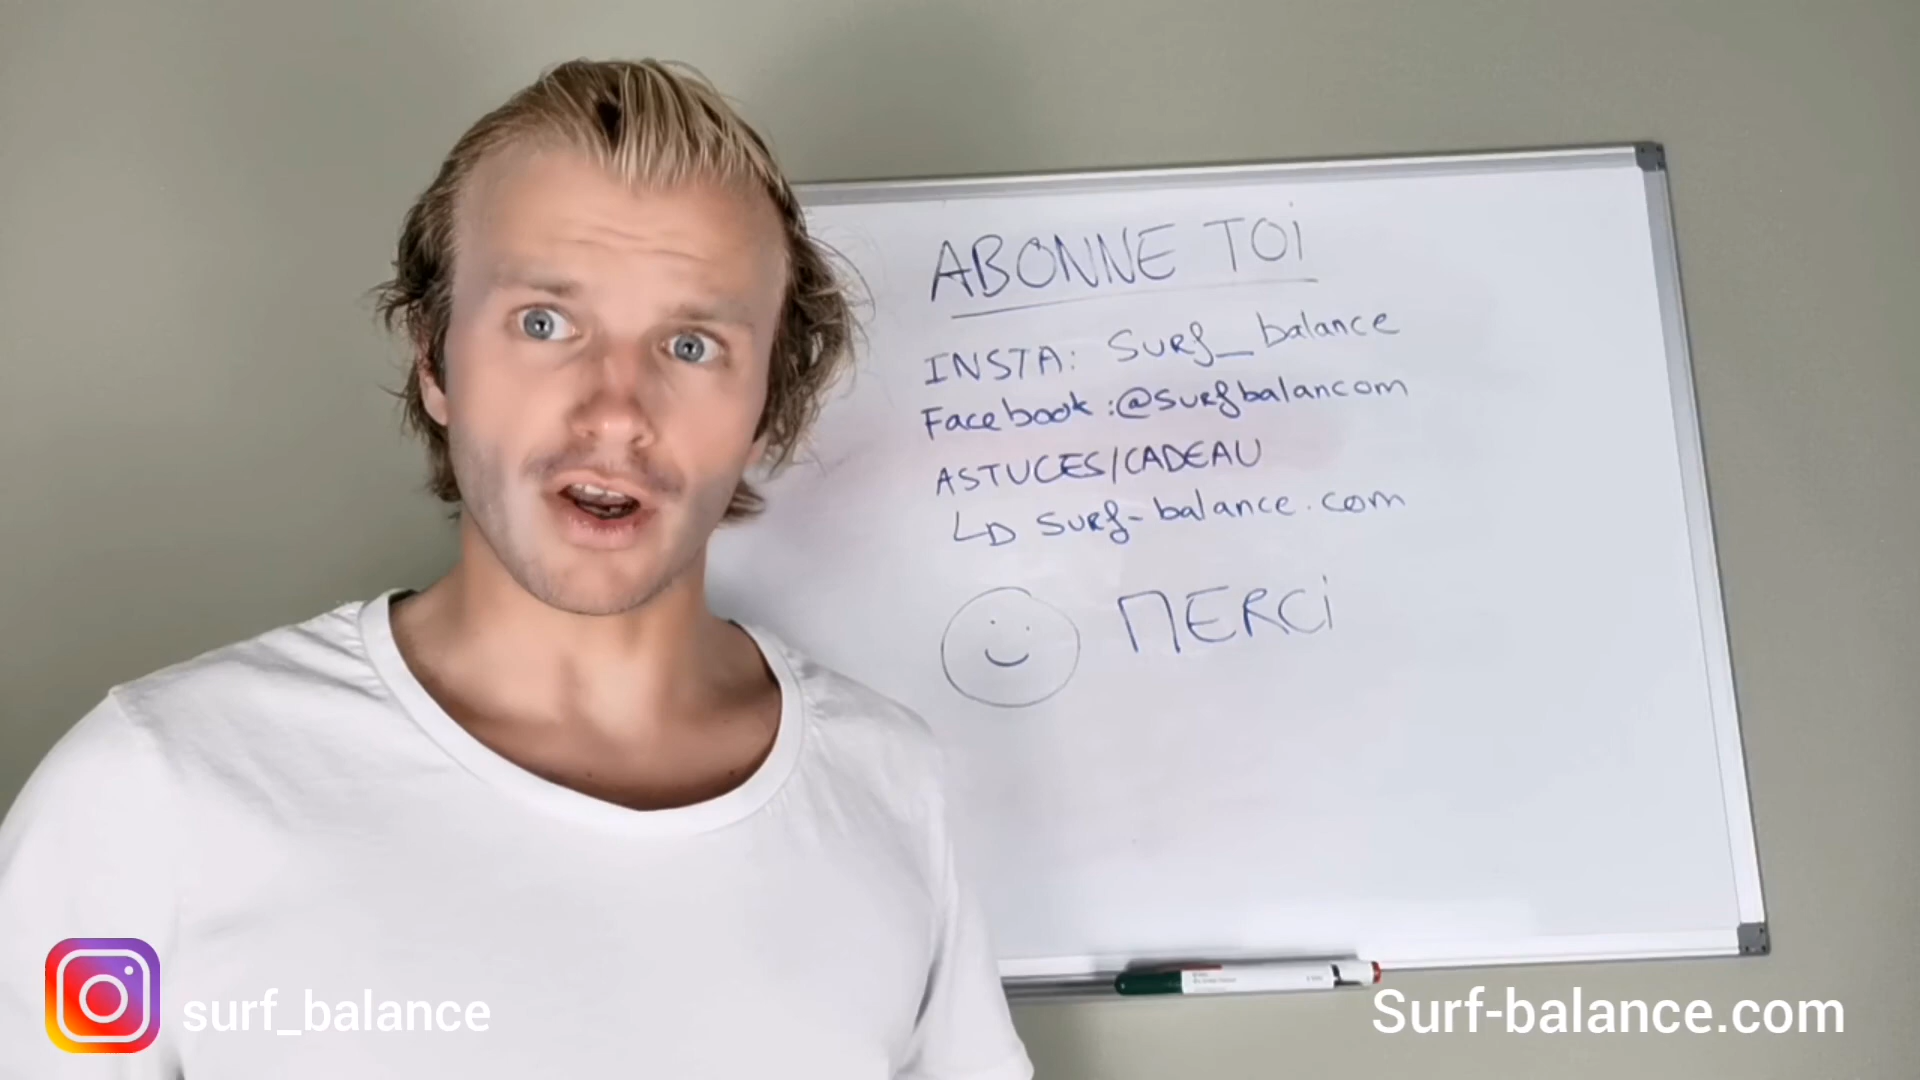 ABONNE TOi
INSTA: SURf_balance
Facebook:@surfbalancom
ASTUCES/CADEAU
surf-balance.com
MERCi
surf_balance
Surf-balance.com